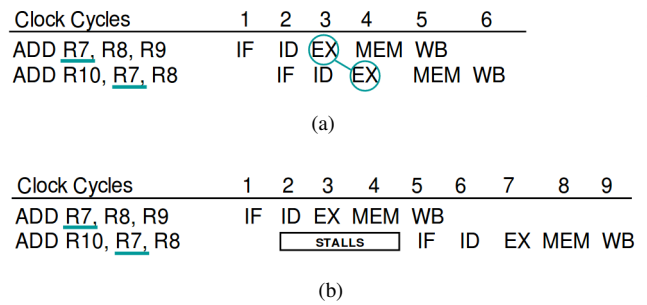 Clock Cycles 1 2 3 4 5 6
ADD R7, R8, R9 IF ID EX MEM WB
ADD R10, R7, R8 IF ID EX MEM WB
(a)
Clock Cycles 1 2 3 4 5 6 7 8 9
ADD R7, R8, R9 IF ID EX MEM WB
ADD R10, R7, R8 STALLS IF ID EX MEM WB
(b)